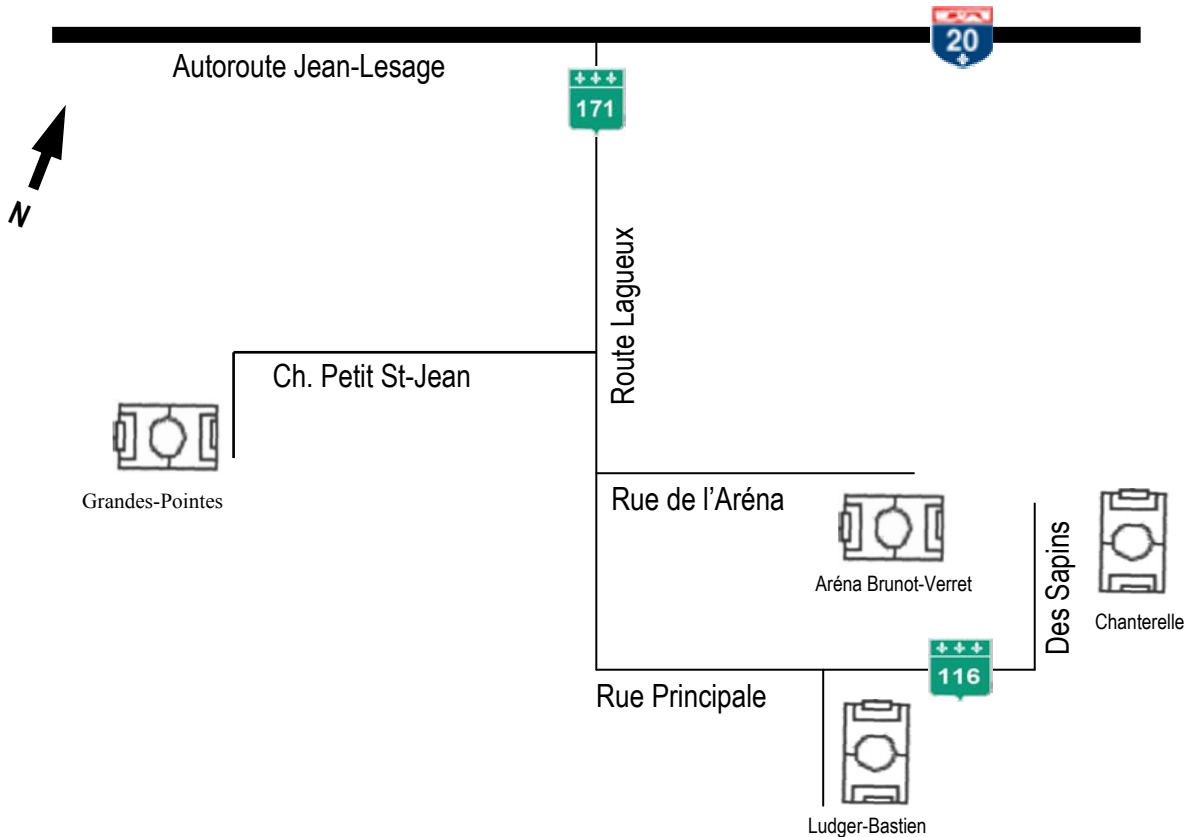 20
Autoroute Jean-Lesage
171
N
Route Lagueux
Ch. Petit St-Jean
Grandes-Pointes
Rue de l'Aréna
Aréna Brunot-Verret
Des Sapins
Chanterelle
116
Rue Principale
Ludger-Bastien